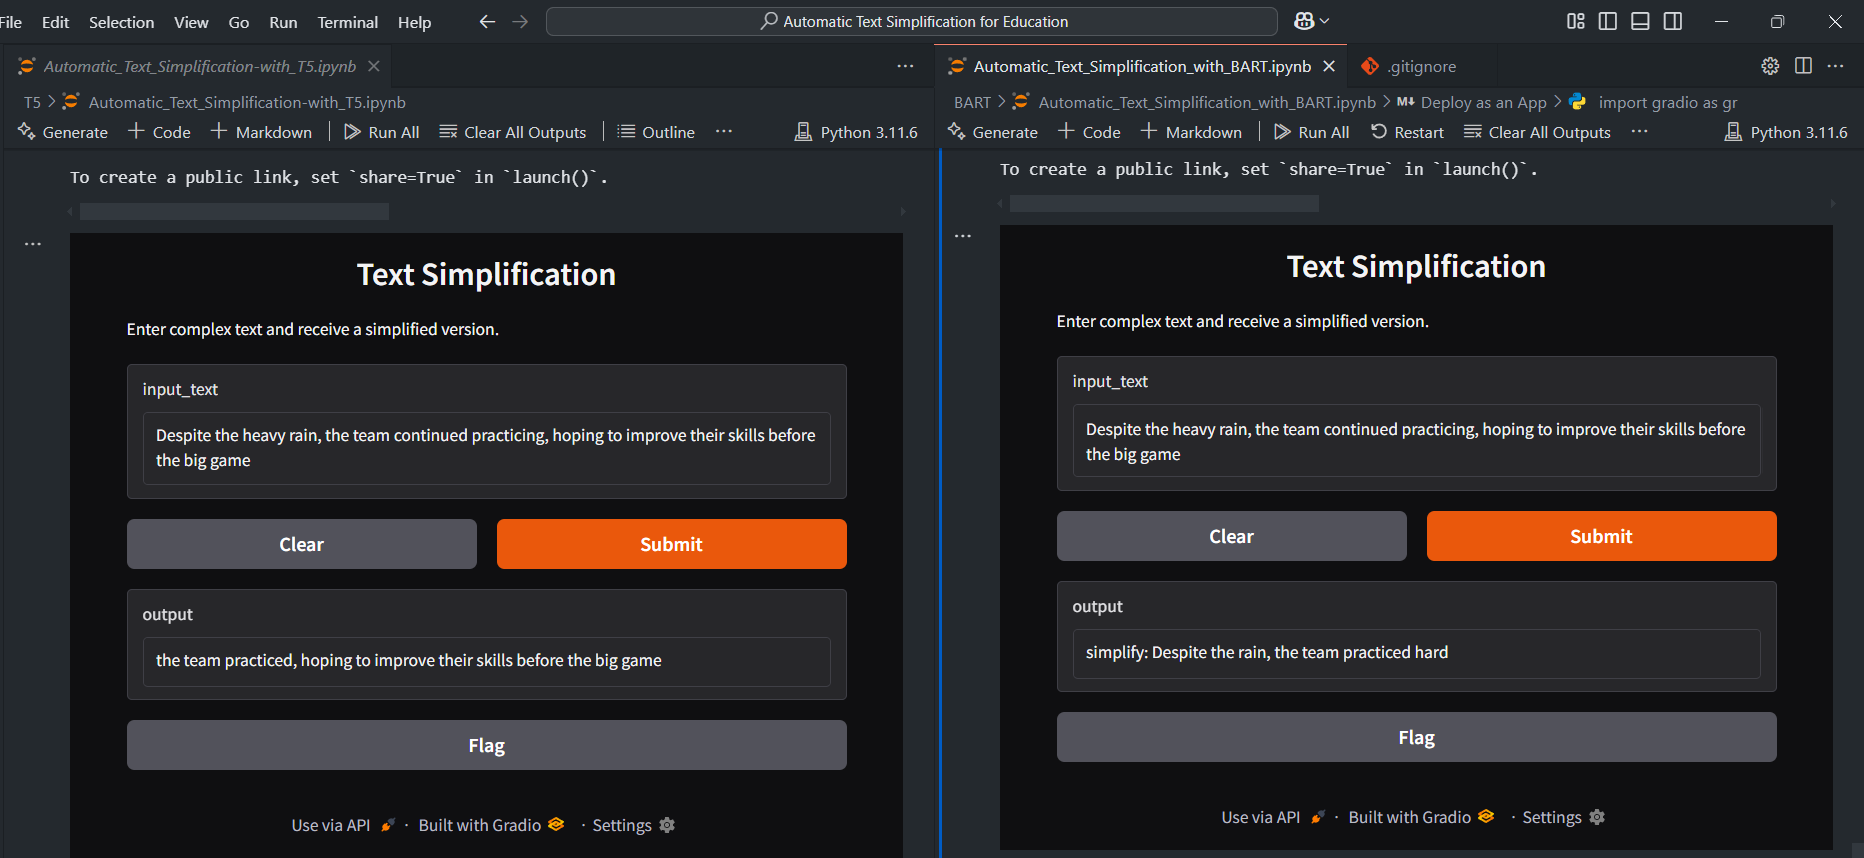 File Edit Selection View Go Run Terminal Help
Automatic Text Simplification for Education
Automatic_Text_Simplification-with_T5.ipynb
T5 > Automatic_Text_Simplification-with_T5.ipynb
Generate + Code + Markdown | Run All Clear All Outputs | Outline ... Python 3.11.6
To create a public link, set `share=True` in `launch()`.
Text Simplification
Enter complex text and receive a simplified version.
input_text
Despite the heavy rain, the team continued practicing, hoping to improve their skills before
the big game
Clear
Submit
output
the team practiced, hoping to improve their skills before the big game
Flag
Use via API · Built with Gradio · Settings
Automatic_Text_Simplification_with_BART.ipynb
.gitignore
BART > Automatic_Text_Simplification_with_BART.ipynb > M↓ Deploy as an App > import gradio as gr
Generate + Code + Markdown | Run All Restart Clear All Outputs ... Python 3.11.6
To create a public link, set `share=True` in `launch()`.
Text Simplification
Enter complex text and receive a simplified version.
input_text
Despite the heavy rain, the team continued practicing, hoping to improve their skills before
the big game
Clear
Submit
output
simplify: Despite the rain, the team practiced hard
Flag
Use via API · Built with Gradio · Settings